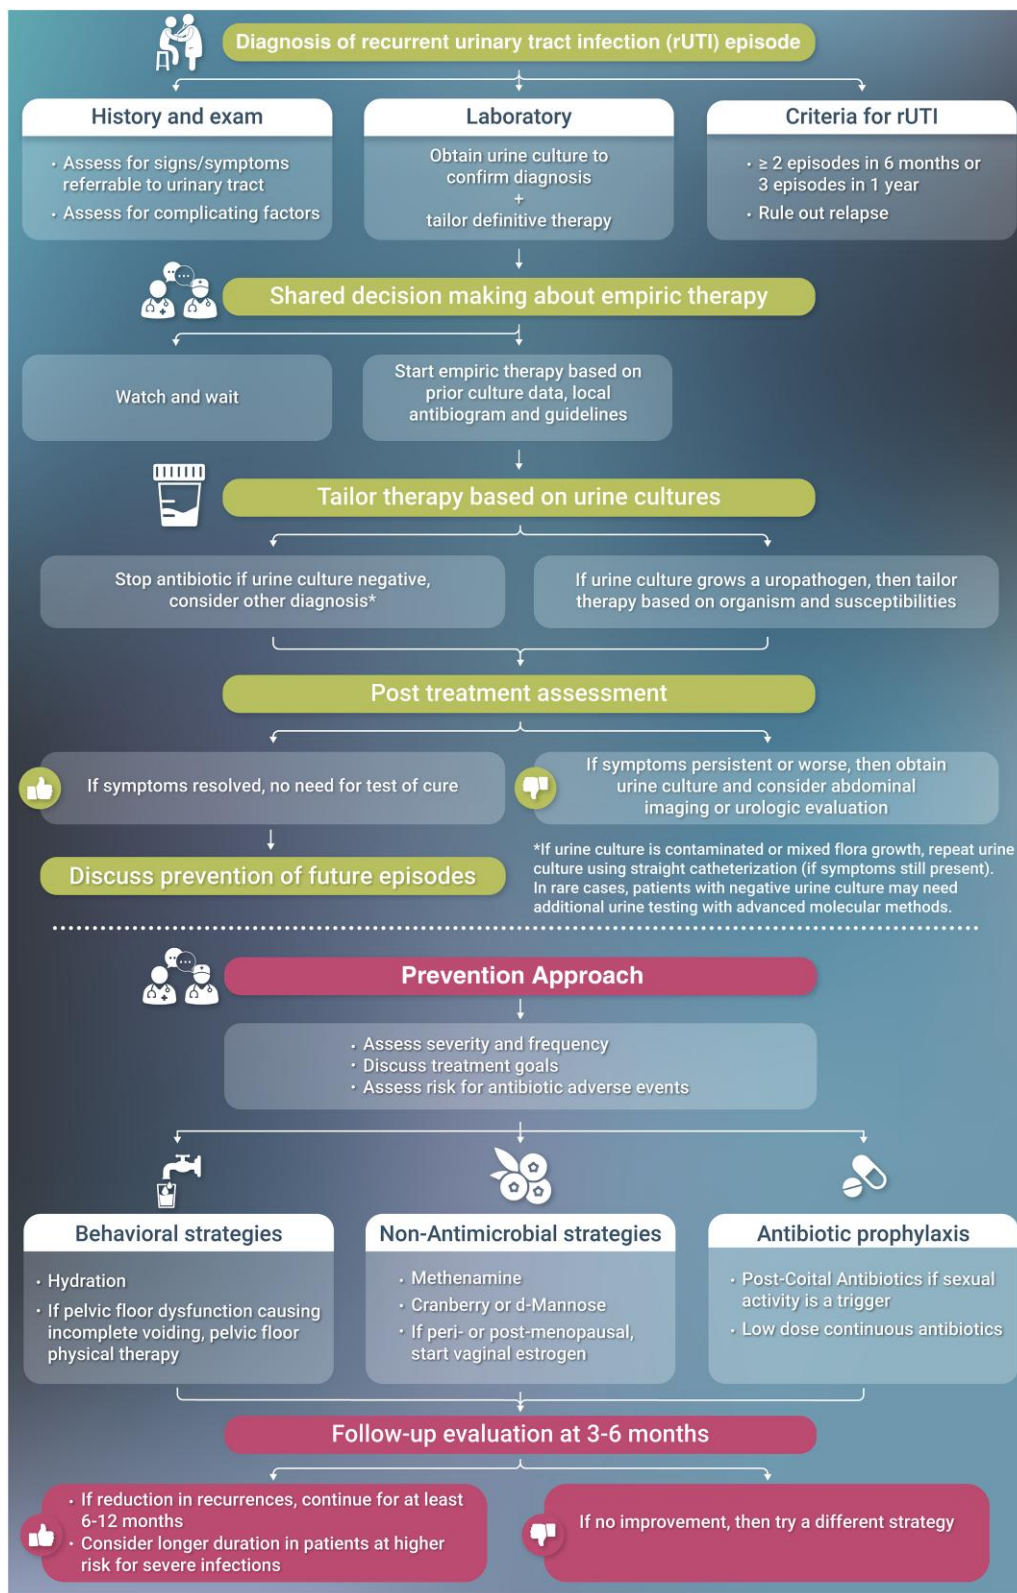 Diagnosis of recurrent urinary tract infection (rUTI) episode
History and exam
• Assess for signs/symptoms
referrable to urinary tract
• Assess for complicating factors
Laboratory
Obtain urine culture to
confirm diagnosis
+
tailor definitive therapy
Criteria for rUTI
• ≥ 2 episodes in 6 months or
3 episodes in 1 year
• Rule out relapse
Shared decision making about empiric therapy
Watch and wait
Start empiric therapy based on
prior culture data, local
antibiogram and guidelines
Tailor therapy based on urine cultures
Stop antibiotic if urine culture negative,
consider other diagnosis*
If urine culture grows a uropathogen, then tailor
therapy based on organism and susceptibilities
Post treatment assessment
If symptoms resolved, no need for test of cure
If symptoms persistent or worse, then obtain
urine culture and consider abdominal
imaging or urologic evaluation
Discuss prevention of future episodes
*If urine culture is contaminated or mixed flora growth, repeat urine
culture using straight catheterization (if symptoms still present).
In rare cases, patients with negative urine culture may need
additional urine testing with advanced molecular methods.
Prevention Approach
• Assess severity and frequency
• Discuss treatment goals
• Assess risk for antibiotic adverse events
Behavioral strategies
• Hydration
• If pelvic floor dysfunction causing
incomplete voiding, pelvic floor
physical therapy
Non-Antimicrobial strategies
• Methenamine
• Cranberry or d-Mannose
• If peri- or post-menopausal,
start vaginal estrogen
Antibiotic prophylaxis
• Post-Coital Antibiotics if sexual
activity is a trigger
• Low dose continuous antibiotics
Follow-up evaluation at 3-6 months
• If reduction in recurrences, continue for at least
6-12 months
• Consider longer duration in patients at higher
risk for severe infections
If no improvement, then try a different strategy